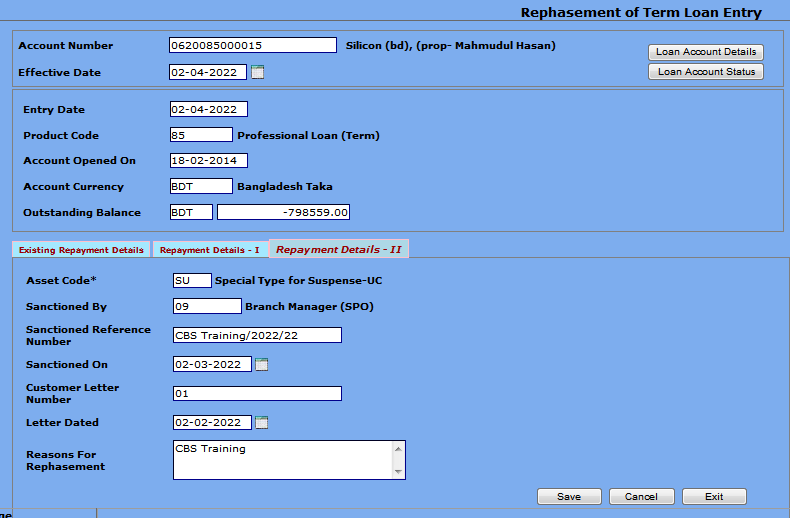 Rephasement of Term Loan Entry
Account Number 0620085000015 Silicon (bd), (prop- Mahmudul Hasan)
Loan Account Details
Effective Date 02-04-2022
Loan Account Status
Entry Date 02-04-2022
Product Code 85 Professional Loan (Term)
Account Opened On 18-02-2014
Account Currency BDT Bangladesh Taka
Outstanding Balance BDT -798559.00
Existing Repayment Details Repayment Details - I Repayment Details - II
Asset Code* SU Special Type for Suspense-UC
Sanctioned By 09 Branch Manager (SPO)
Sanctioned Reference
Number CBS Training/2022/22
Sanctioned On 02-03-2022
Customer Letter
Number 01
Letter Dated 02-02-2022
Reasons For
Rephasement CBS Training
Save Cancel Exit